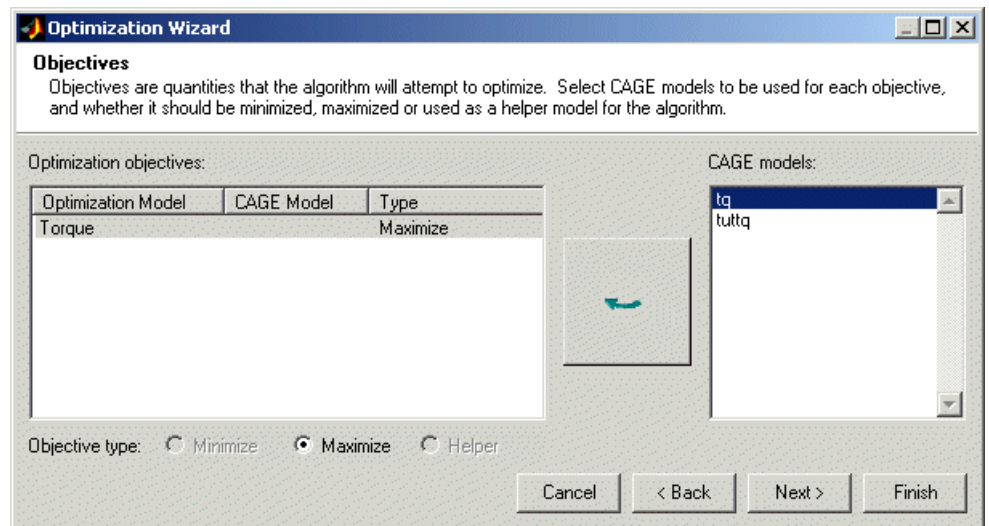 Optimization Wizard
Objectives
Objectives are quantities that the algorithm will attempt to optimize. Select CAGE models to be used for each objective,
and whether it should be minimized, maximized or used as a helper model for the algorithm.
Optimization objectives:
CAGE models:
Optimization Model CAGE Model Type
Torque Maximize
tq
tuttq
Objective type: Minimize Maximize Helper
Cancel < Back Next > Finish